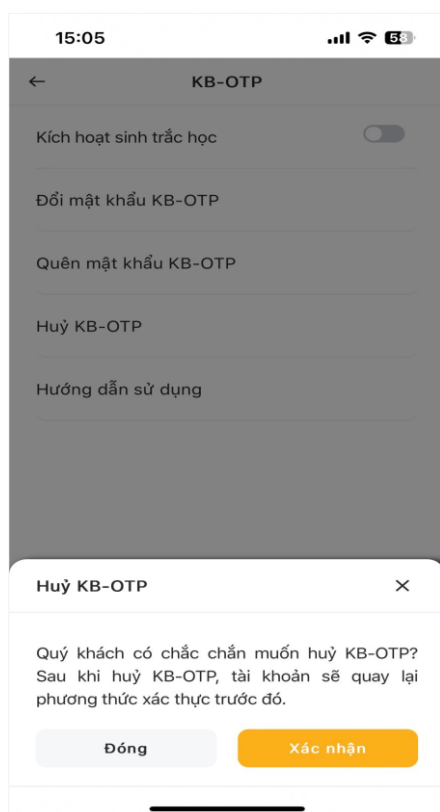 15:05
58
KB-OTP
Kích hoạt sinh trắc học
Đổi mật khẩu KB-OTP
Quên mật khẩu KB-OTP
Huỷ KB-OTP
Hướng dẫn sử dụng
Huỷ KB-OTP
Quý khách có chắc chắn muốn huỷ KB-OTP?
Sau khi huỷ KB-OTP, tài khoản sẽ quay lại
phương thức xác thực trước đó.
Đóng
Xác nhận